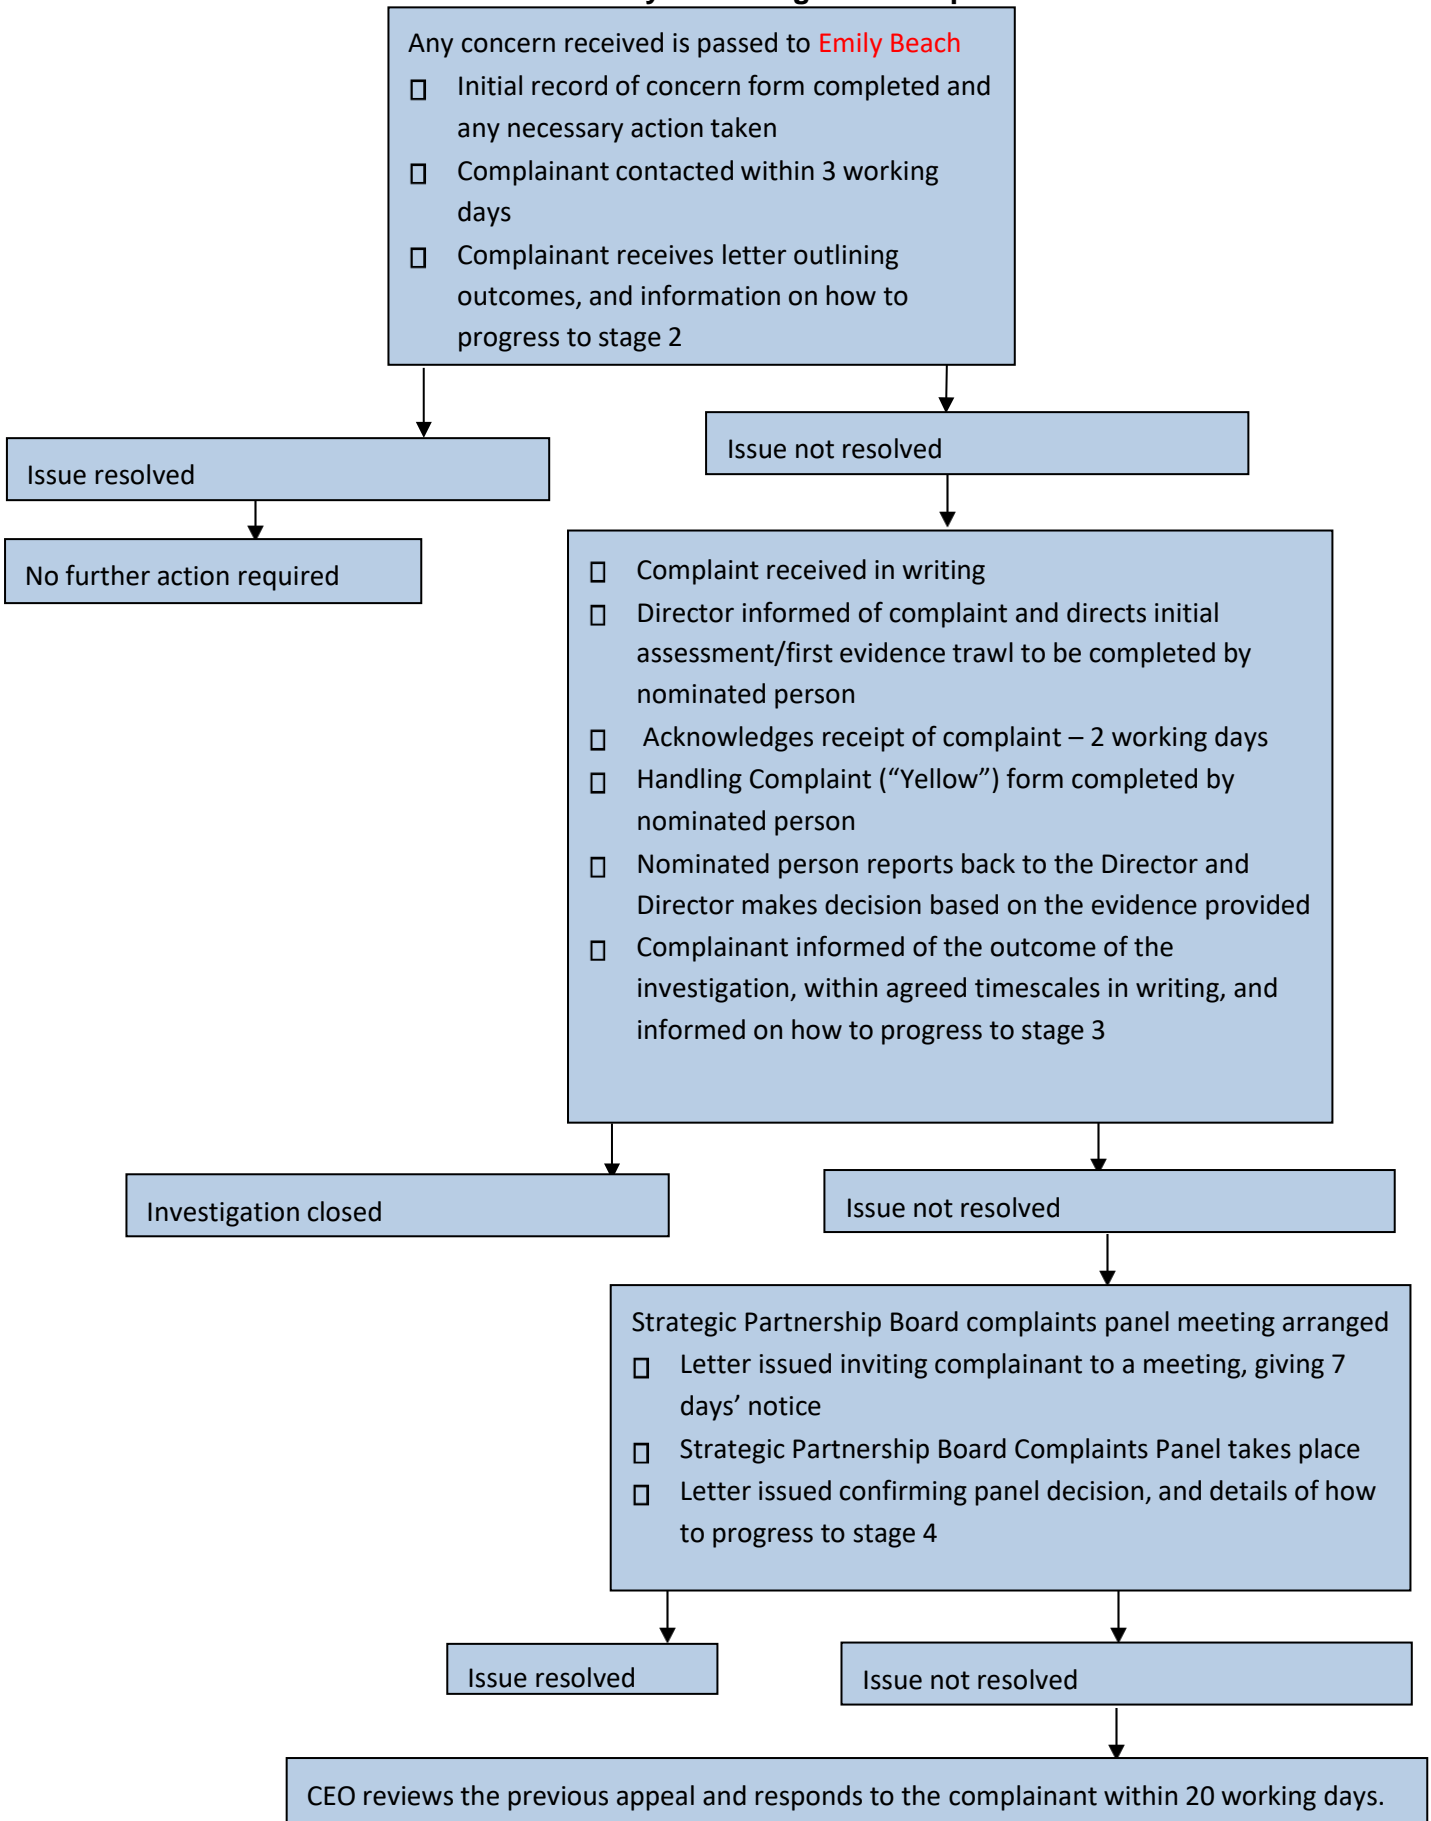 Any concern received is passed to Emily Beach
Initial record of concern form completed and
any necessary action taken
Complainant contacted within 3 working
days
Complainant receives letter outlining
outcomes, and information on how to
progress to stage 2
Issue resolved
Issue not resolved
No further action required
Complaint received in writing
Director informed of complaint and directs initial
assessment/first evidence trawl to be completed by
nominated person
Acknowledges receipt of complaint – 2 working days
Handling Complaint (“Yellow”) form completed by
nominated person
Nominated person reports back to the Director and
Director makes decision based on the evidence provided
Complainant informed of the outcome of the
investigation, within agreed timescales in writing, and
informed on how to progress to stage 3
Investigation closed
Issue not resolved
Strategic Partnership Board complaints panel meeting arranged
Letter issued inviting complainant to a meeting, giving 7
days’ notice
Strategic Partnership Board Complaints Panel takes place
Letter issued confirming panel decision, and details of how
to progress to stage 4
Issue resolved
Issue not resolved
CEO reviews the previous appeal and responds to the complainant within 20 working days.